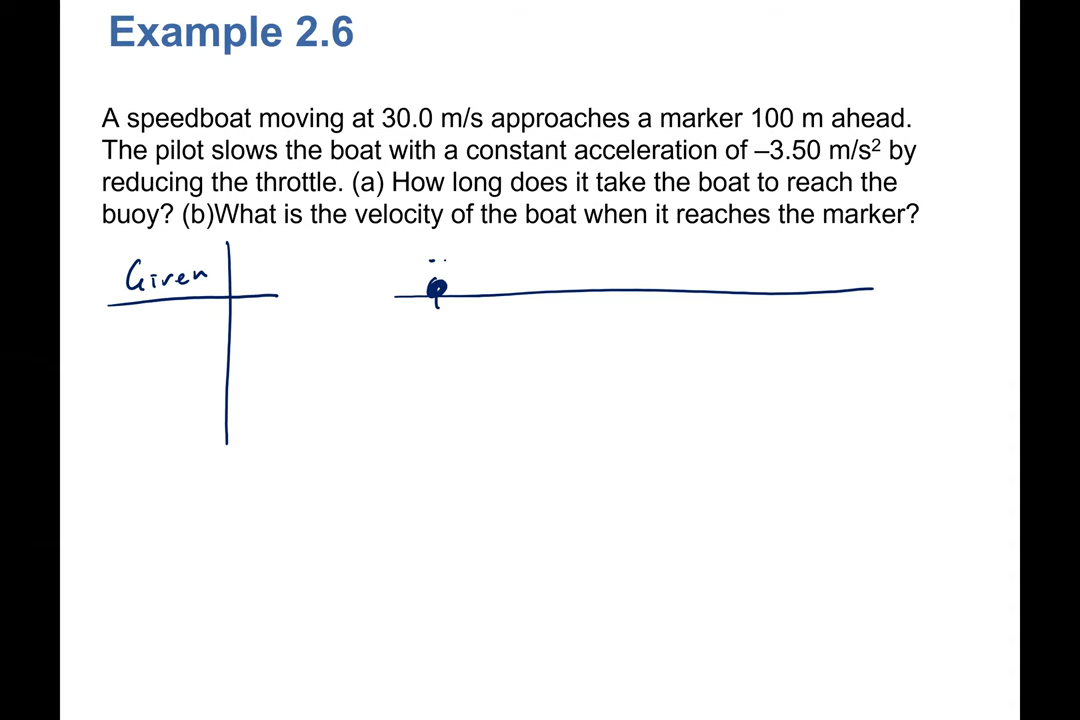 Example 2.6
A speedboat moving at 30.0 m/s approaches a marker 100 m ahead.
The pilot slows the boat with a constant acceleration of –3.50 m/s² by
reducing the throttle. (a) How long does it take the boat to reach the
buoy? (b)What is the velocity of the boat when it reaches the marker?
Given